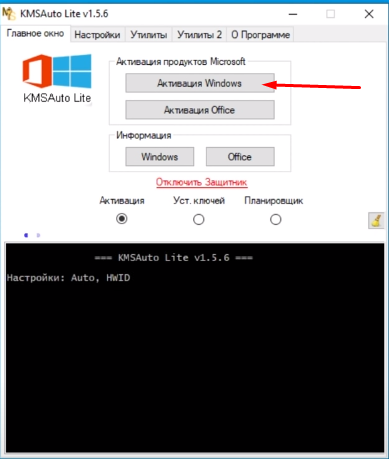 KMSAuto Lite v1.5.6
Главное окно Настройки Утилиты Утилиты 2 О Программе
Активация продуктов Microsoft
KMSAuto Lite
Активация Windows
Активация Office
Информация
Windows Office
Отключить Защитник
Активация Уст. ключей Планировщик
=== KMSAuto Lite v1.5.6 ===
Настройки: Auto, HWID